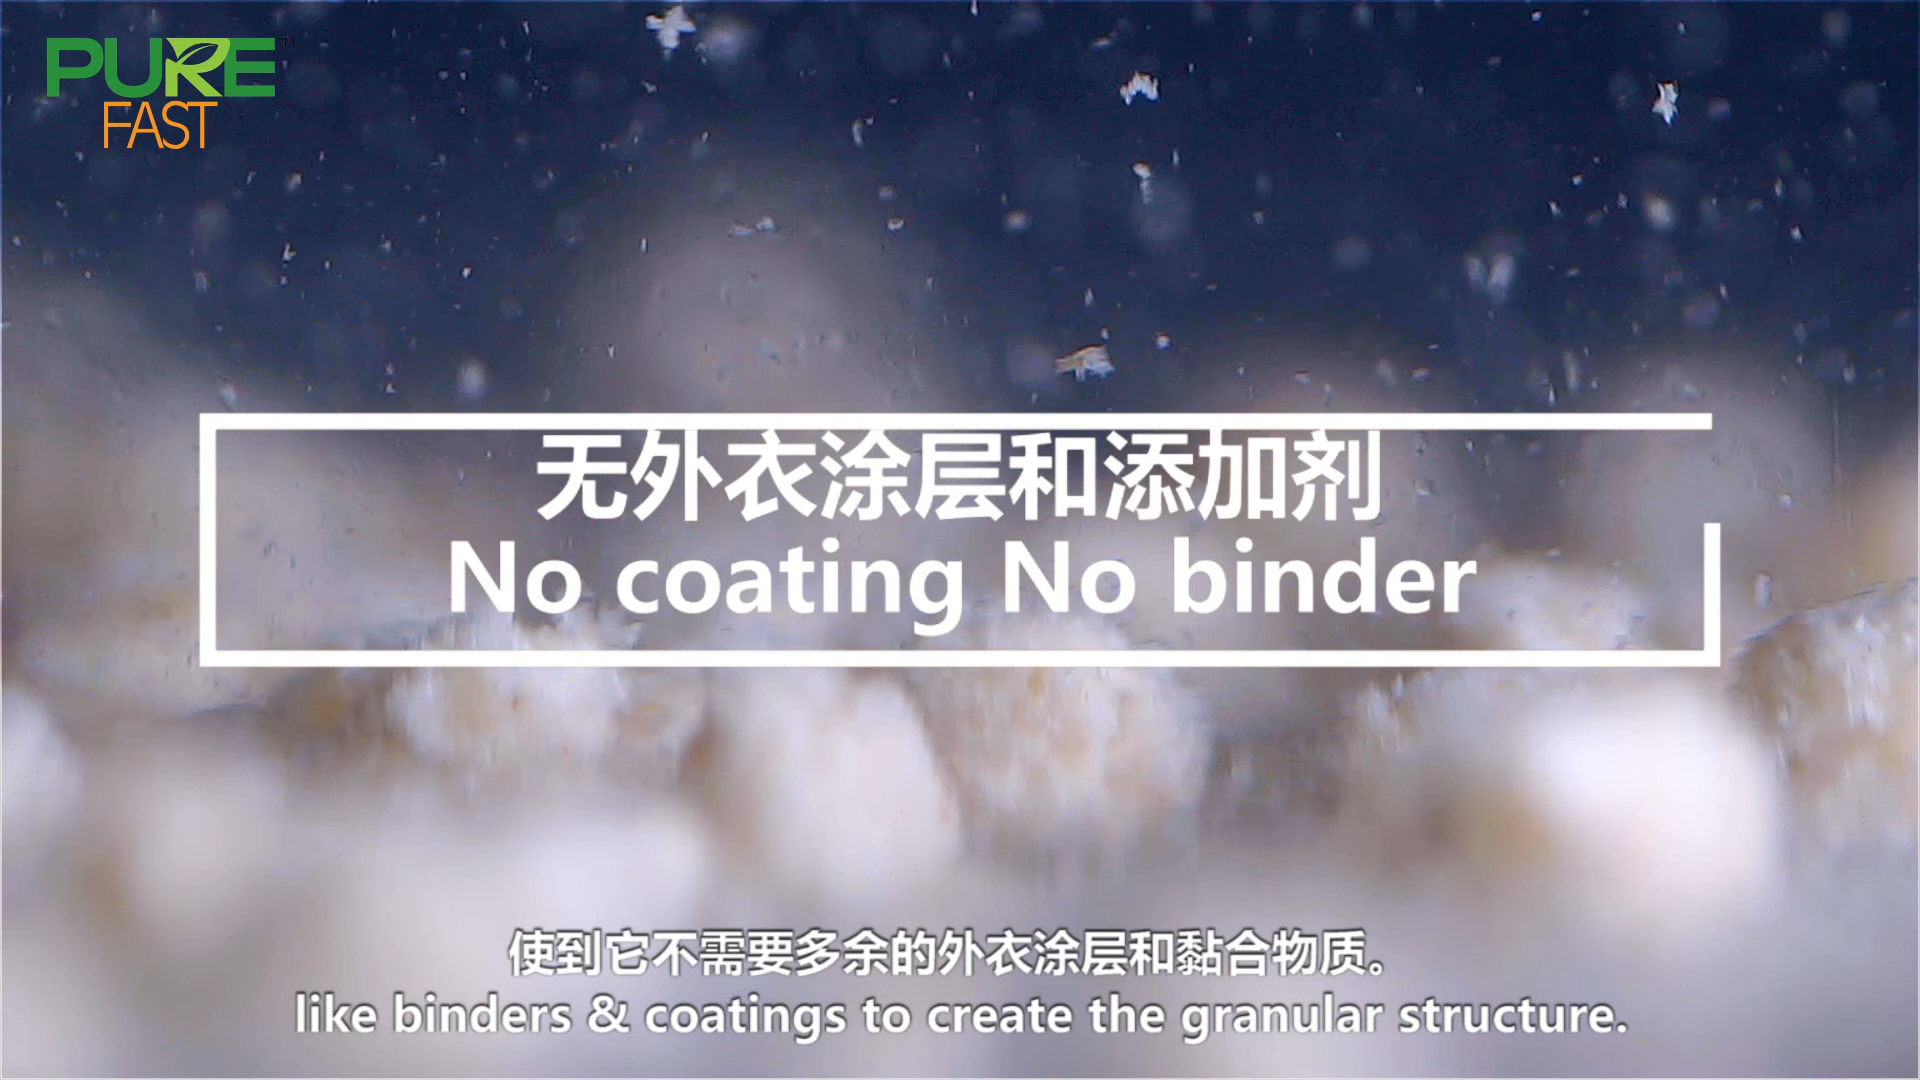 PURE
FAST
无外衣涂层和添加剂
No coating No binder
使到它不需要多余的外衣涂层和黏合物质。
like binders & coatings to create the granular structure.